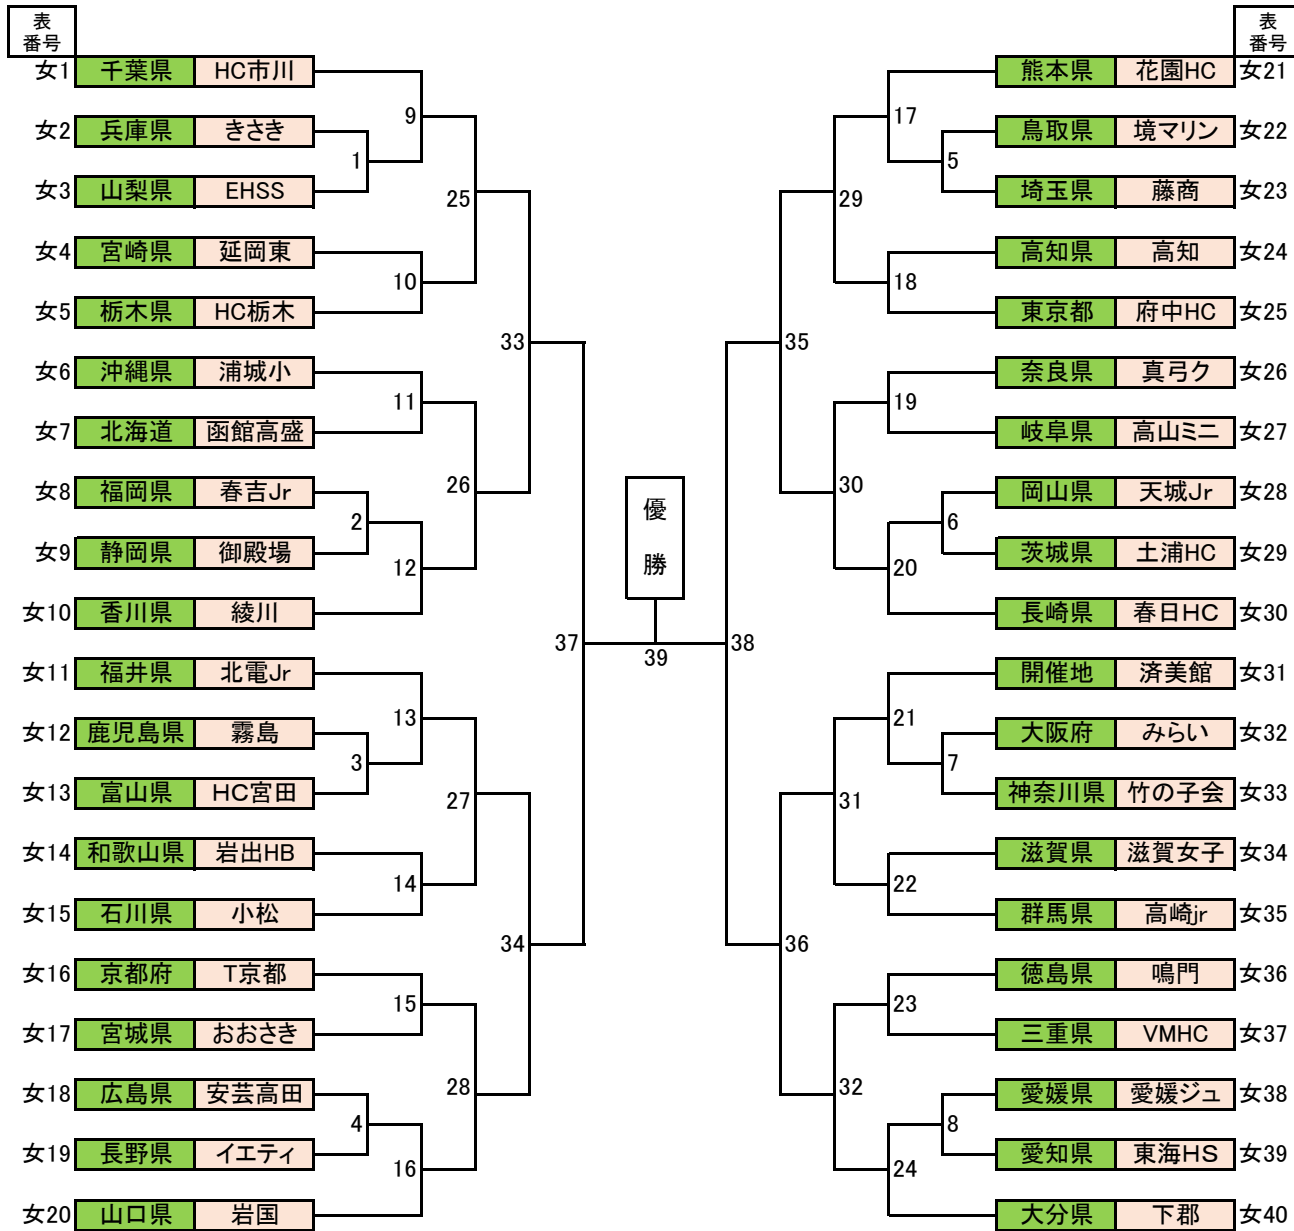 表
番号
女1 千葉県 HC市川
女2 兵庫県 きさき
女3 山梨県 EHSS
女4 宮崎県 延岡東
女5 栃木県 HC栃木
女6 沖縄県 浦城小
女7 北海道 函館高盛
女8 福岡県 春吉Jr
女9 静岡県 御殿場
女10 香川県 綾川
女11 福井県 北電Jr
女12 鹿児島県 霧島
女13 富山県 HC宮田
女14 和歌山県 岩出HB
女15 石川県 小松
女16 京都府 T京都
女17 宮城県 おおさき
女18 広島県 安芸高田
女19 長野県 イエティ
女20 山口県 岩国
9
1
25
10
33
11
26
2
12
37
13
3
27
14
34
15
28
4
16
優
勝
39
17
5
29
18
35
19
30
6
20
38
21
7
31
22
36
23
32
8
24
表
番号
熊本県 花園HC 女21
鳥取県 境マリン 女22
埼玉県 藤商 女23
高知県 高知 女24
東京都 府中HC 女25
奈良県 真弓ク 女26
岐阜県 高山ミニ 女27
岡山県 天城Jr 女28
茨城県 土浦HC 女29
長崎県 春日HC 女30
開催地 済美館 女31
大阪府 みらい 女32
神奈川県 竹の子会 女33
滋賀県 滋賀女子 女34
群馬県 高崎jr 女35
徳島県 鳴門 女36
三重県 VMHC 女37
愛媛県 愛媛ジュ 女38
愛知県 東海HS 女39
大分県 下郡 女40